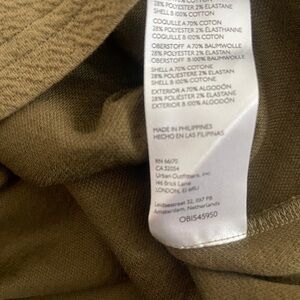 28% POLYESTER 2% ELASTANE
SHELL B 100% COTTON
COQUILLE A 70% COTON
28% POLYESTER 2% ÉLASTHANNE
COQUILLE B 100% COTON
OBERSTOFF A 70% BAUMWOLLE
28% POLYESTER 2% ELASTAN
OBERSTOFF B 100% BAUMWOLLE
SHELL A 70% COTONE
28% POLIESTERE 2% ELASTAN
SHELL B 100% COTONE
EXTERIOR A 70% ALGODÓN
28% POLIÉSTER 2% ELASTANO
EXTERIOR B 100% ALGODÓN
MADE IN PHILIPPINES
HECHO EN LAS FILIPINAS
RN 66170
CA 32054
Urban Outfitters, Inc.
146 Brick Lane
LONDON, E1 6RU
Leidsestraat 32, 1017 PB
Amsterdam, Netherlands
OB1545950